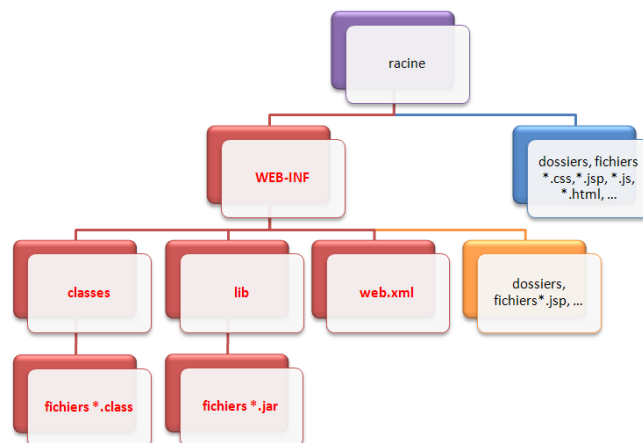 racine
WEB-INF
dossiers, fichiers
*.css,*.jsp, *.js,
*.html, ...
classes
lib
web.xml
dossiers,
fichiers*.jsp, ...
fichiers *.class
fichiers *.jar